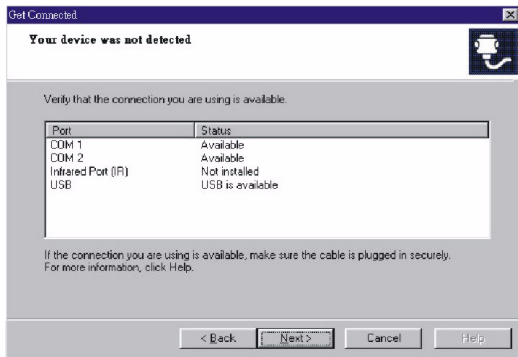 Get Connected
Your device was not detected
Verify that the connection you are using is available.
Port Status
COM 1 Available
COM 2 Available
Infrared Port (IR) Not installed
USB USB is available
If the connection you are using is available, make sure the cable is plugged in securely.
For more information, click Help.
< Back Next > Cancel Help